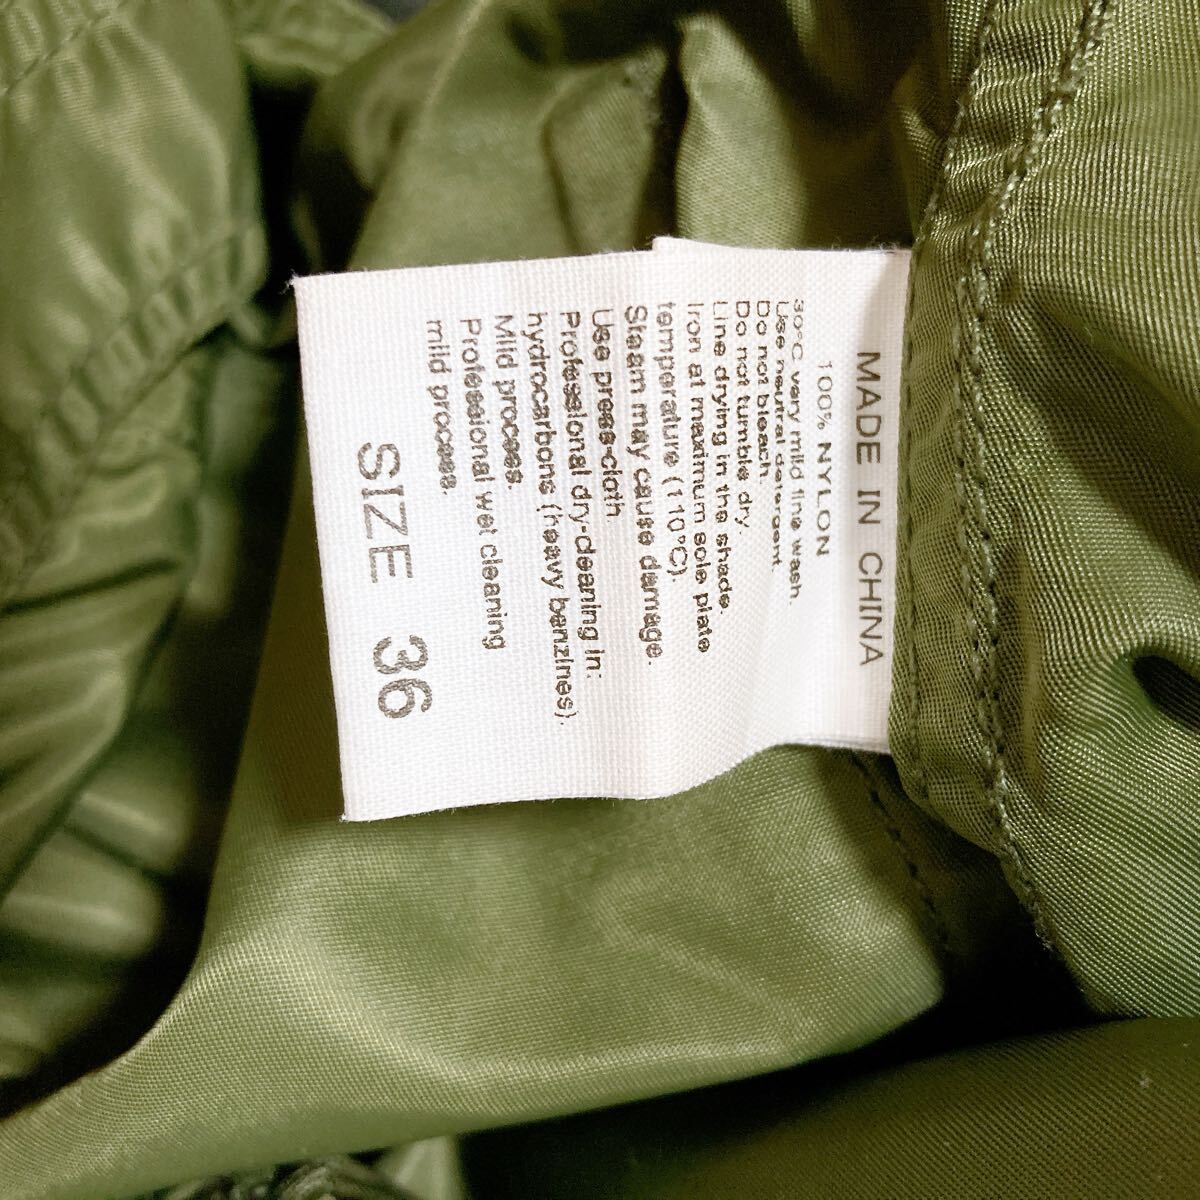 MADE IN CHINA
100% NYLON
30°C very mild fine wash.
Use neutral detergent.
Do not bleach.
Do not tumble dry.
Line drying in the shade.
Iron at maximum sole plate
temperature (110°C).
Steam may cause damage.
Use press-cloth.
Professional dry-cleaning in:
hydrocarbons (heavy benzines).
Mild process.
Professional wet cleaning
mild process.
SIZE 36